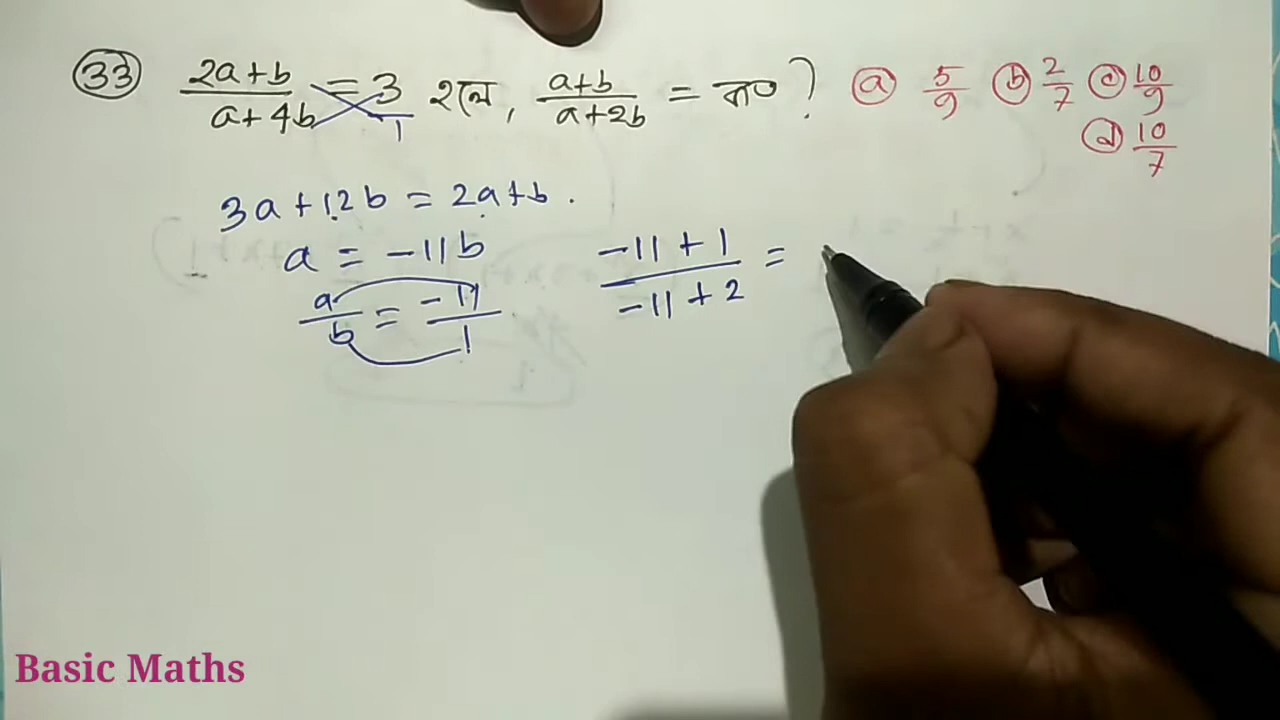 33 (2a+b)/(a+4b) = 3/1 হলে, (a+b)/(a+2b) = কত ? (a) 5/9 (b) 2/7 (c) 10/9
(d) 10/7
3a+12b = 2a+b.
a = -11b
a/b = -11/1
(-11+1)/(-11+2) =
Basic Maths